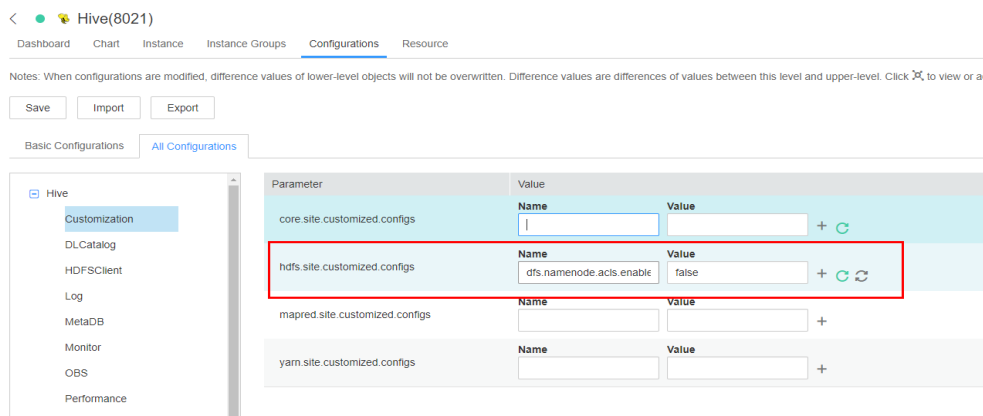 Hive(8021)
Dashboard Chart Instance Instance Groups Configurations Resource
Notes: When configurations are modified, difference values of lower-level objects will not be overwritten. Difference values are differences of values between this level and upper-level. Click to view or a
Save Import Export
Basic Configurations All Configurations
Parameter Value
Hive
Customization
DLCatalog
HDFSClient
Log
MetaDB
Monitor
OBS
Performance
Name Value
core.site.customized.configs
Name Value
hdfs.site.customized.configs dfs.namenode.acls.enable false
Name Value
mapred.site.customized.configs
Name Value
yarn.site.customized.configs